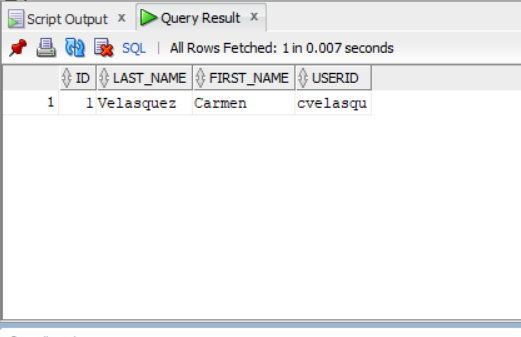 Script Output x Query Result x
SQL | All Rows Fetched: 1 in 0.007 seconds
ID LAST_NAME FIRST_NAME USERID
1 1 Velasquez Carmen cvelasqu